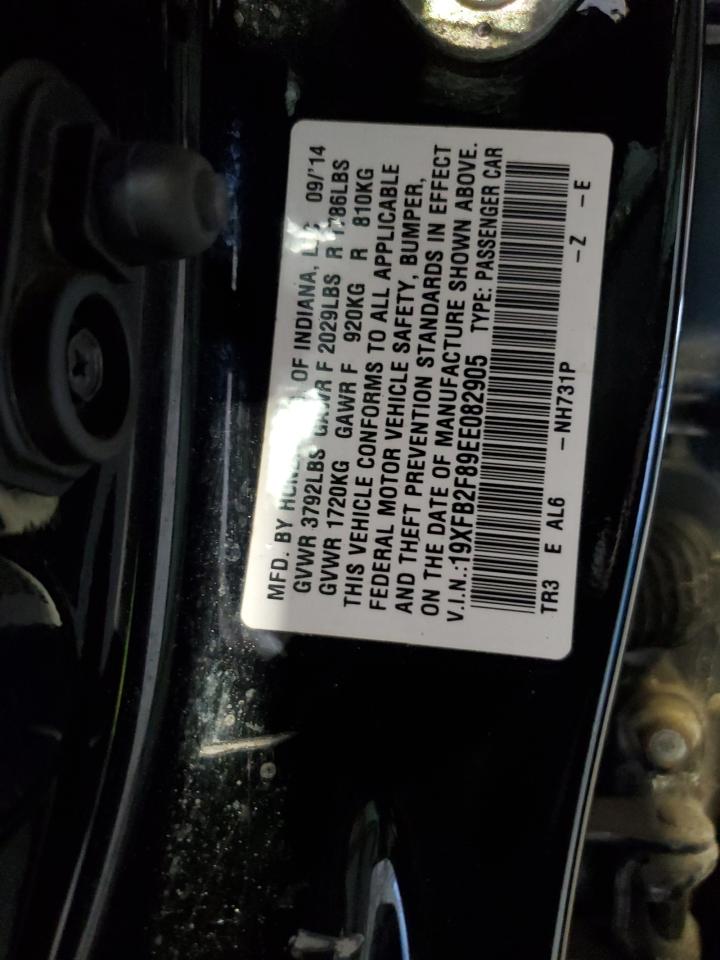 MFD. BY OF INDIANA, 09/'14
GVWR 3792LBS GAWR F 2029LBS R 1786LBS
GVWR 1720KG GAWR F 920KG R 810KG
THIS VEHICLE CONFORMS TO ALL APPLICABLE
FEDERAL MOTOR VEHICLE SAFETY, BUMPER,
AND THEFT PREVENTION STANDARDS IN EFFECT
ON THE DATE OF MANUFACTURE SHOWN ABOVE.
V.I.N.:19XFB2F89EE082905 TYPE: PASSENGER CAR
TR3 E AL6 -NH731P -Z -E